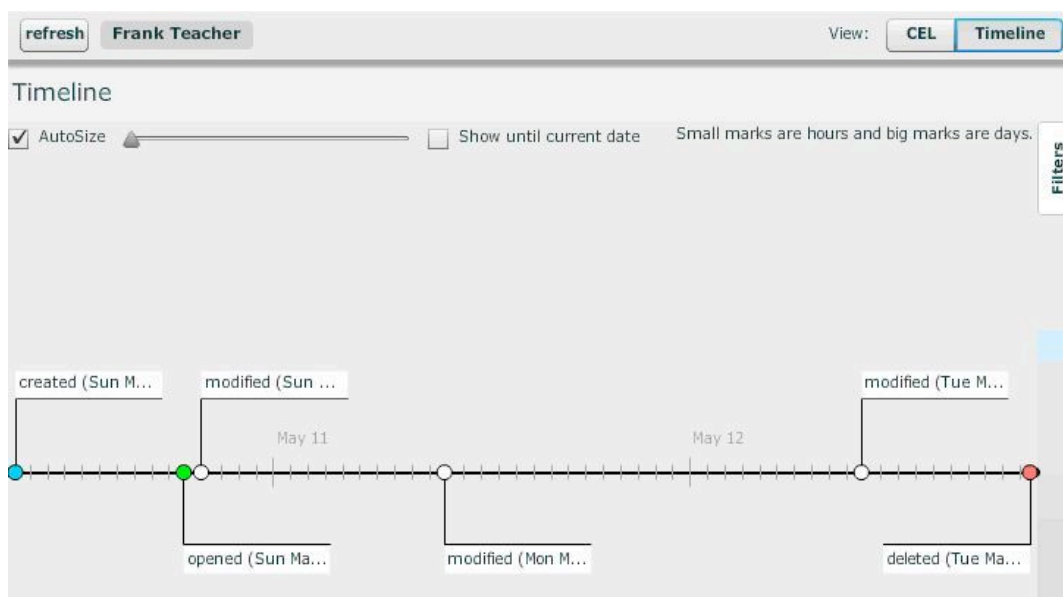 refresh Frank Teacher View: CEL Timeline
Timeline
AutoSize Show until current date Small marks are hours and big marks are days.
Filters
created (Sun M... modified (Sun ... modified (Tue M...
May 11 May 12
opened (Sun Ma... modified (Mon M... deleted (Tue Ma...